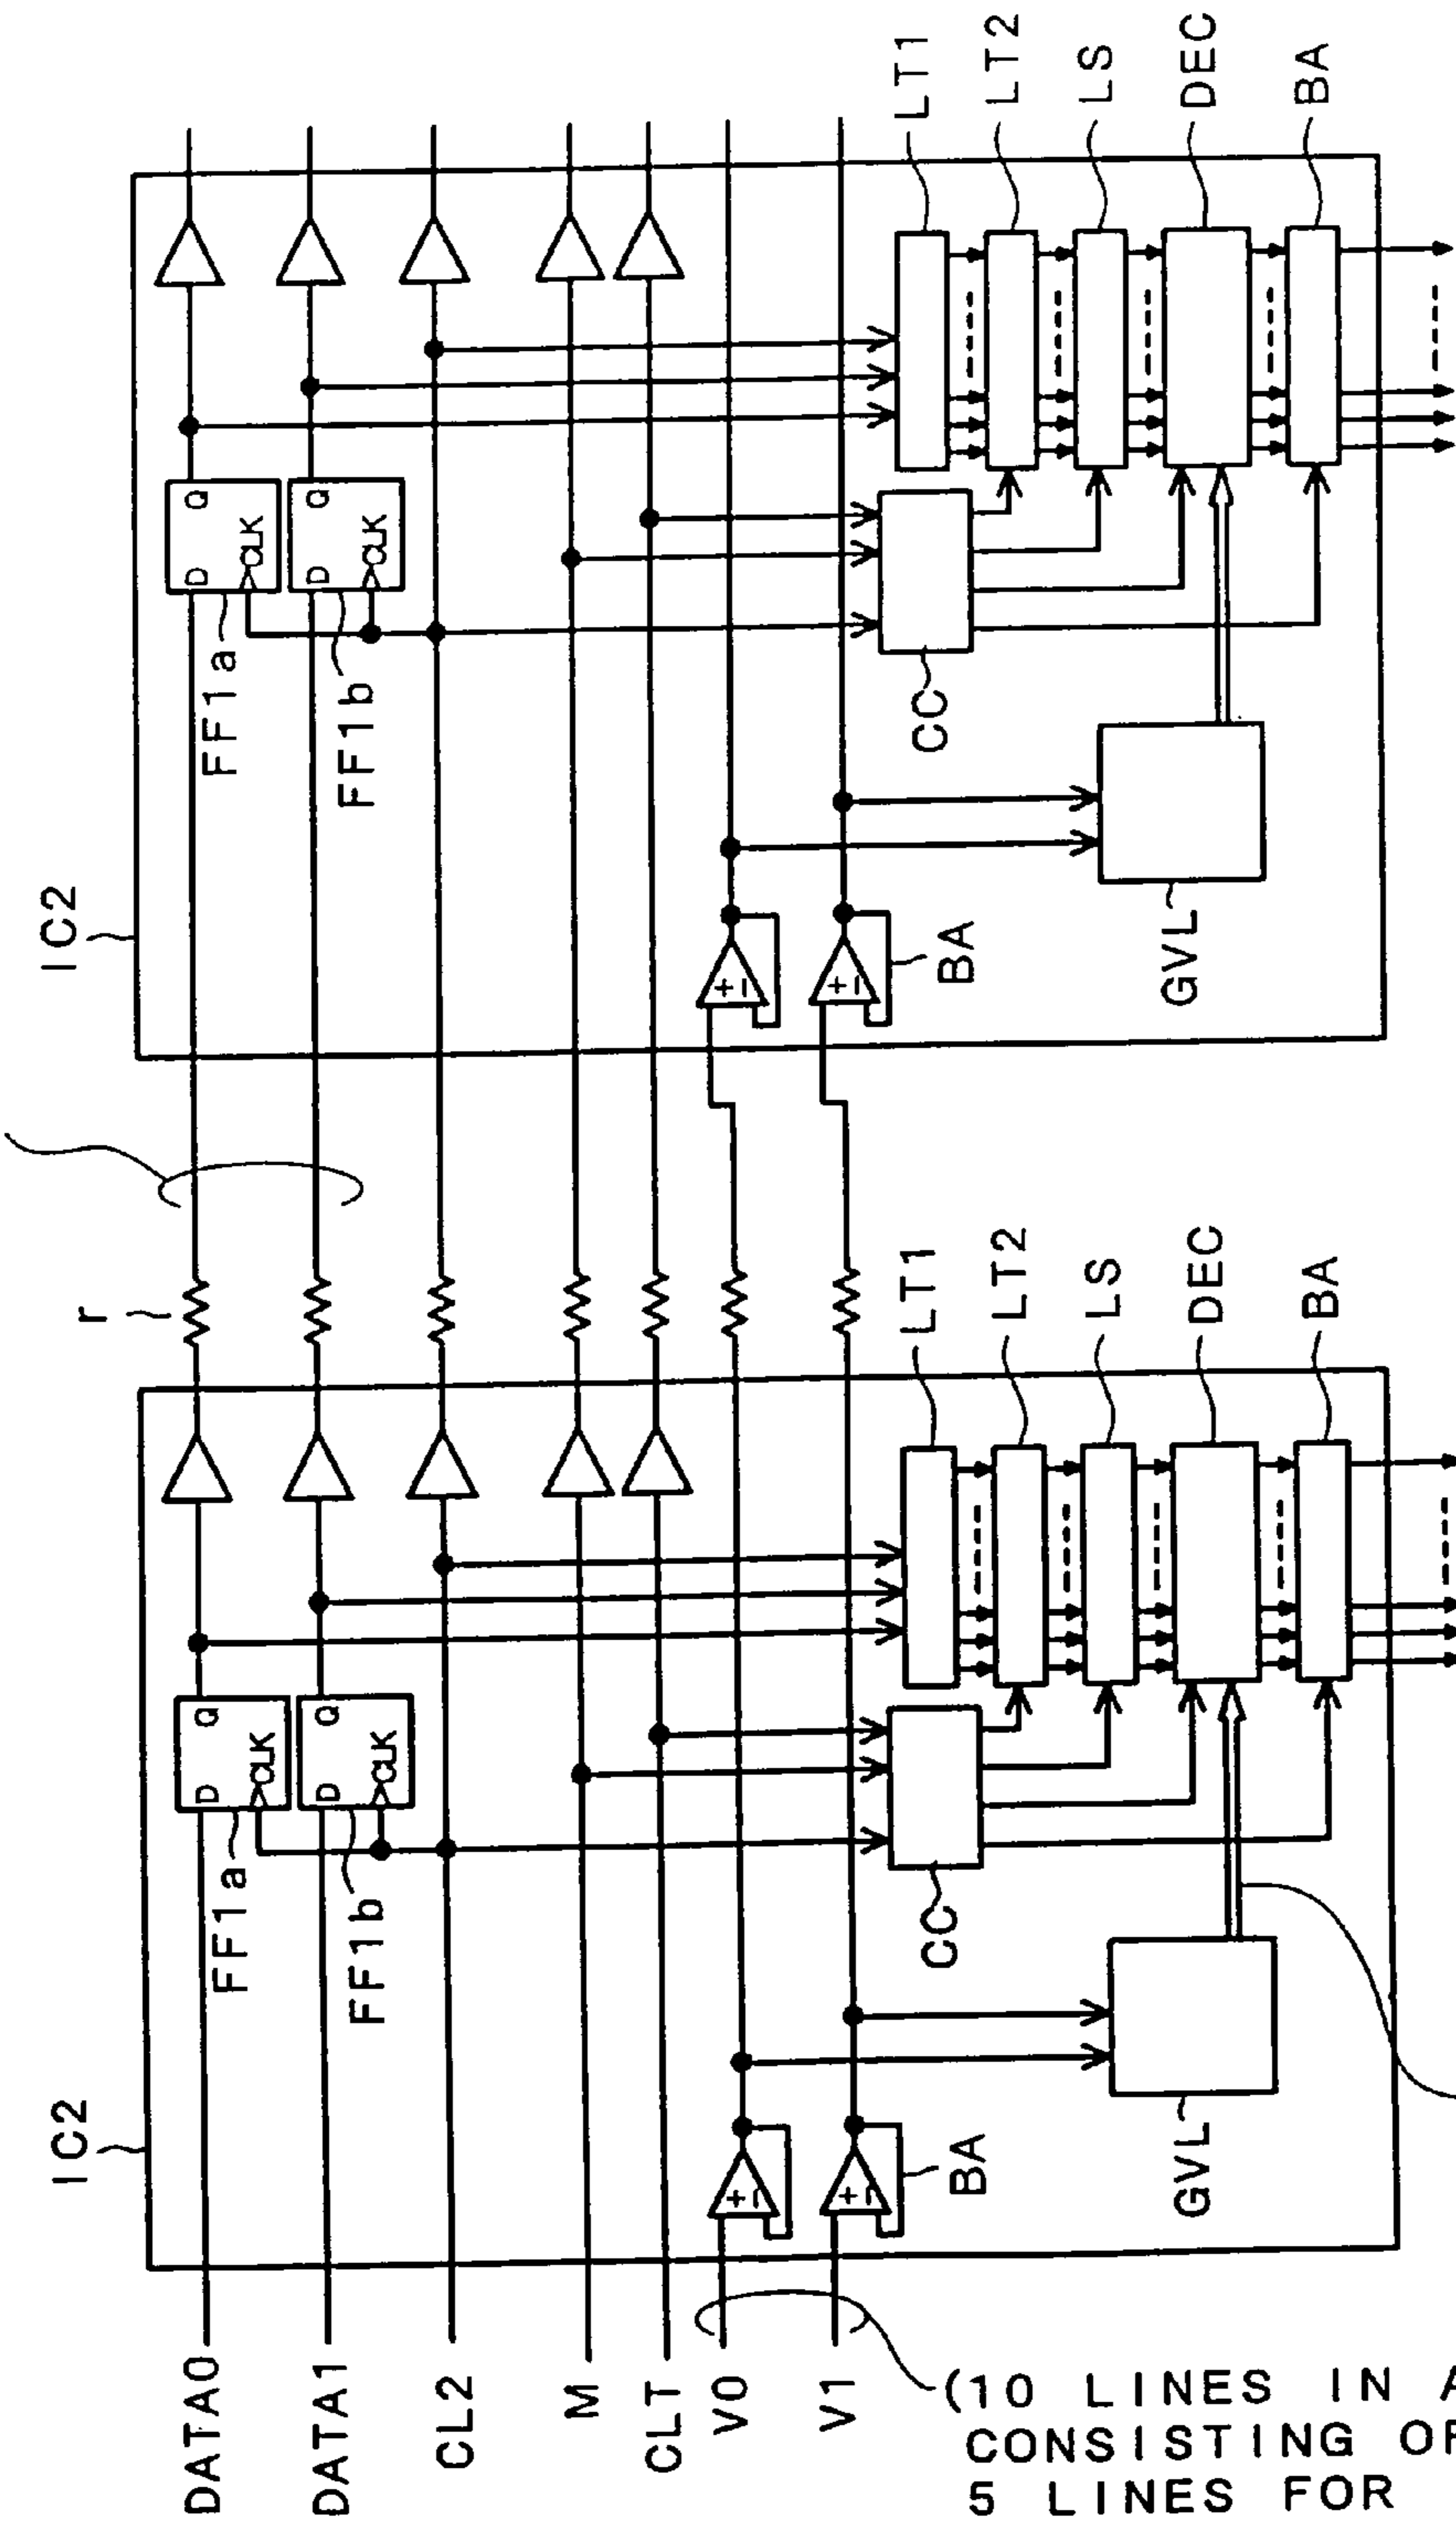 IC2
D Q
CLK
FF1a
D Q
CLK
FF1b
LT1
LT2
LS
DEC
BA
CC
BA
GVL
r
IC2
D Q
CLK
FF1a
D Q
CLK
FF1b
LT1
LT2
LS
DEC
BA
CC
BA
GVL
+ -
+ -
+ -
+ -
DATA0
DATA1
CL2
M
CLT
V0
V1
(10 LINES IN
CONSISTING OF
5 LINES FOR